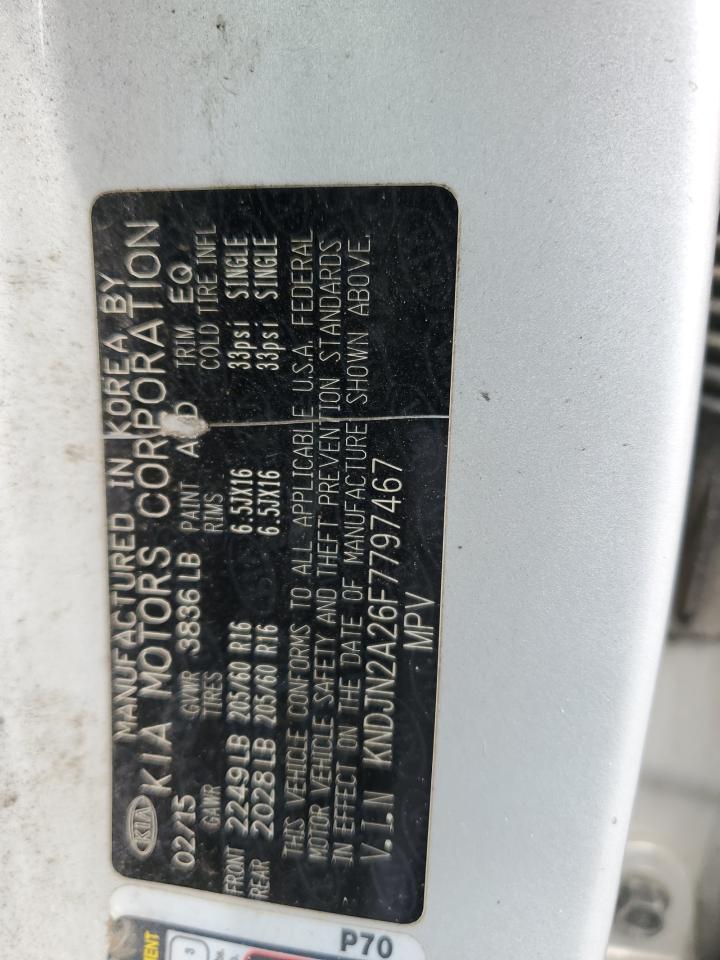 MANUFACTURED IN KOREA BY
KIA KIA MOTORS CORPORATION
02/15 GVWR 3836LB PAINT TRIM EQ
GAWR TIRES RIMS COLD TIRE INFL
FRONT 2249LB 205/60 R16 6.5JX16 33psi SINGLE
REAR 2028LB 205/60 R16 6.5JX16 33psi SINGLE
THIS VEHICLE CONFORMS TO ALL APPLICABLE U.S.A. FEDERAL
MOTOR VEHICLE SAFETY AND THEFT PREVENTION STANDARDS
IN EFFECT ON THE DATE OF MANUFACTURE SHOWN ABOVE.
V.I.N KNDJN2A26F7797467
MPV
P70
3